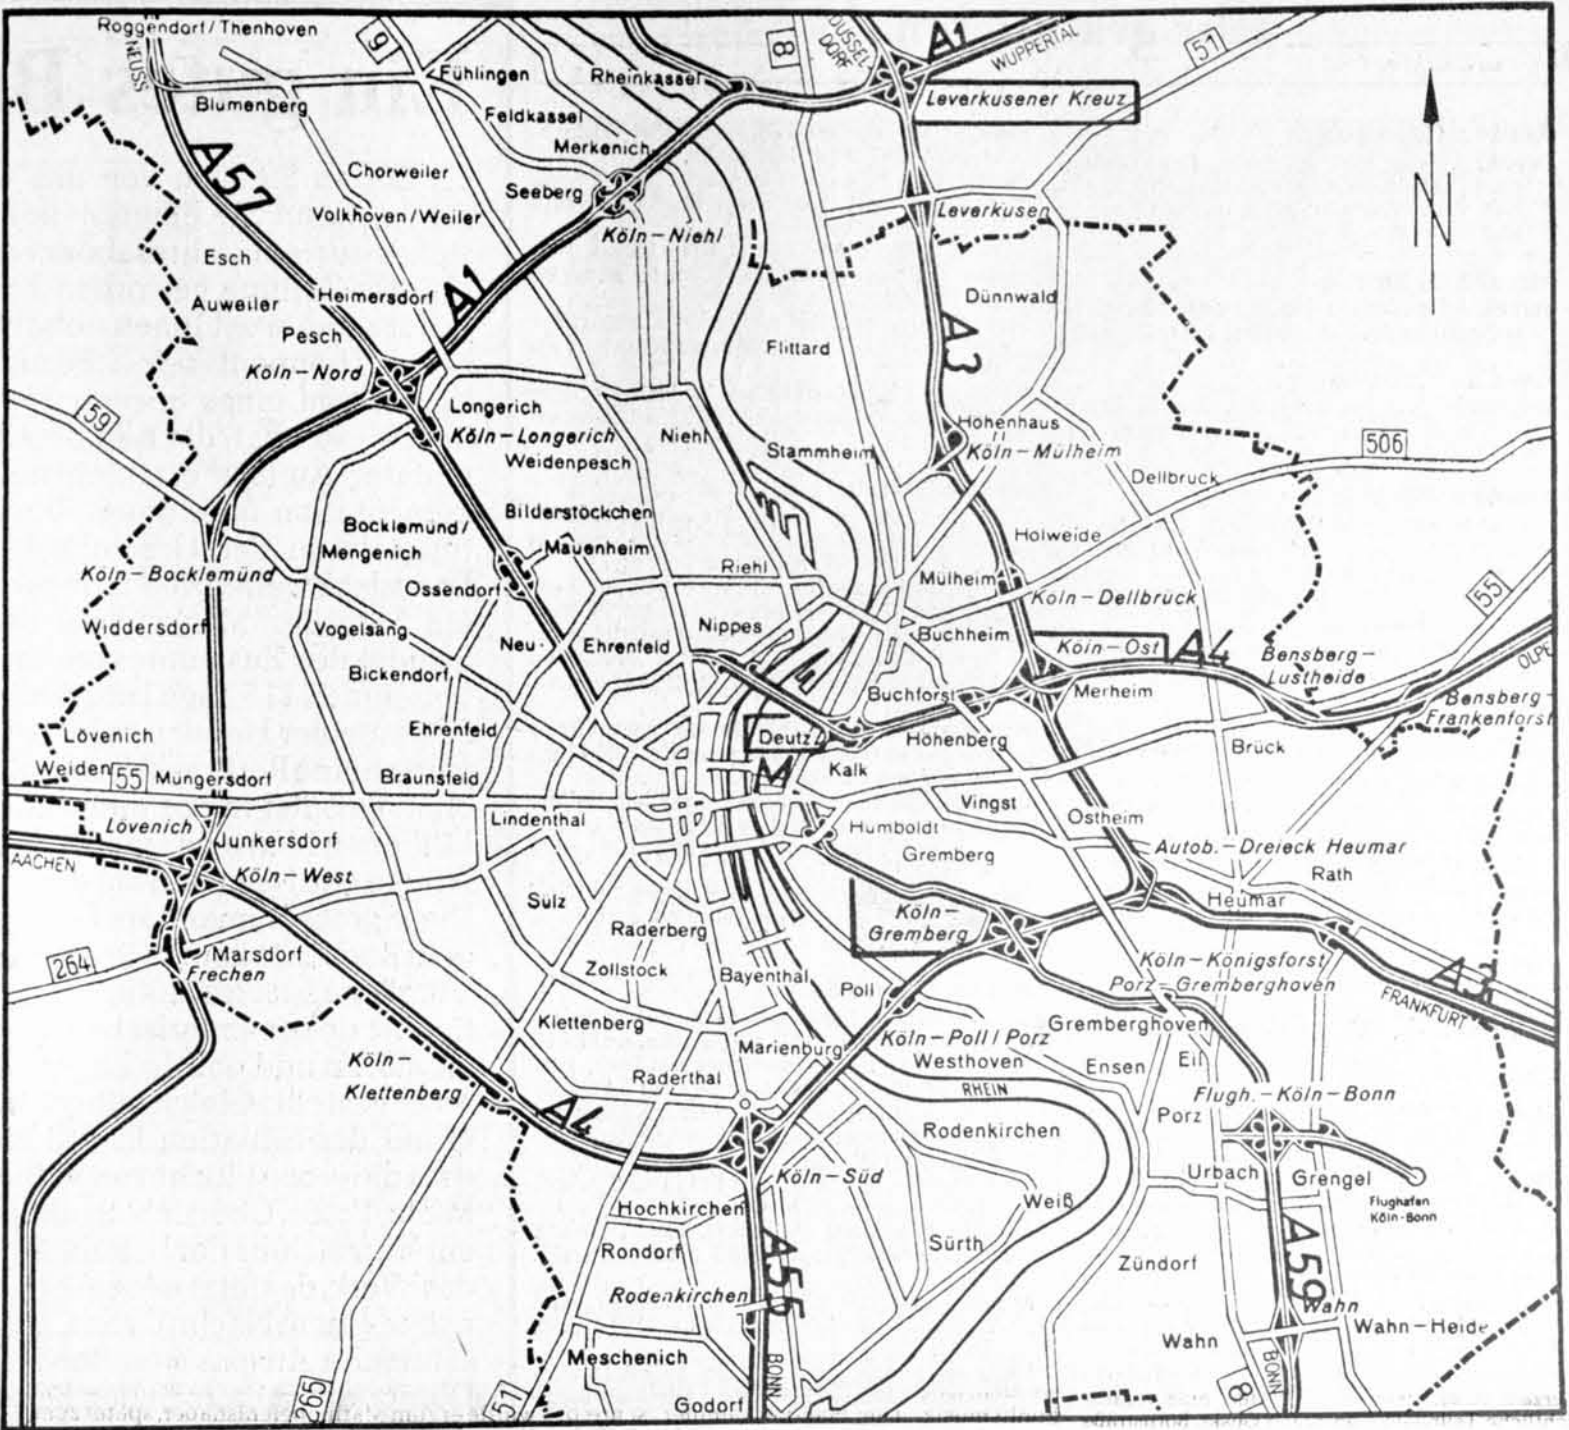 Roggendorf/Thenhoven
NEUSS
9
8
DÜSSEL
DORF
A1
WUPPERTAL
51
Fühlingen
Rheinkassel
Blumenberg
Leverkusener Kreuz
Feldkassel
Merkenich
A57
Chorweiler
Seeberg
Volkhoven/Weiler
Leverkusen
N
Köln-Niehl
Esch
Auweiler
Heimersdorf
A1
Dünnwald
Pesch
Flittard
A3
Köln-Nord
59
Longerich
Köln-Longerich
Niehl
Höhenhaus
Köln-Mülheim
506
Weidenpesch
Stammheim
Dellbruck
Bilderstöckchen
Bocklemünd/
Mengenich
Mauenheim
Holweide
Köln-Bocklemünd
Riehl
Mülheim
Ossendorf
Köln-Dellbruck
55
Widdersdorf
Vogelsang
Neu-
Ehrenfeld
Nippes
Buchheim
Köln-Ost
A4
Bensberg-
Lustheide
OLPE
Bickendorf
Buchforst
Merheim
Bensberg-
Frankenforst
Lövenich
Ehrenfeld
Deutz
Höhenberg
Brück
Weiden
55
Mungersdorf
Braunsfeld
M
Kalk
Vingst
Lindenthal
Ostheim
Lövenich
Junkersdorf
Humboldt
Gremberg
Autob.-Dreieck Heumar
AACHEN
Köln-West
Rath
Sülz
Köln-
Gremberg
Heumar
Raderberg
264
Marsdorf
Frechen
Zollstock
Bayenthal
Poll
Köln-Königsforst
Porz-Gremberghoven
A3
FRANKFURT
Klettenberg
Köln-Poll/Porz
Gremberghoven
Marienburg
Westhoven
Ensen
Eil
Köln-
Klettenberg
Raderthal
RHEIN
Flugh.-Köln-Bonn
A4
Rodenkirchen
Porz
Köln-Süd
Urbach
Grengel
Hochkirchen
Weiß
Flughafen
Köln-Bonn
Rondorf
A555
Sürth
Zündorf
A59
Rodenkirchen
Wahn
Wahn
Wahn-Heide
Meschenich
265
51
BONN
8
BONN
Godorf